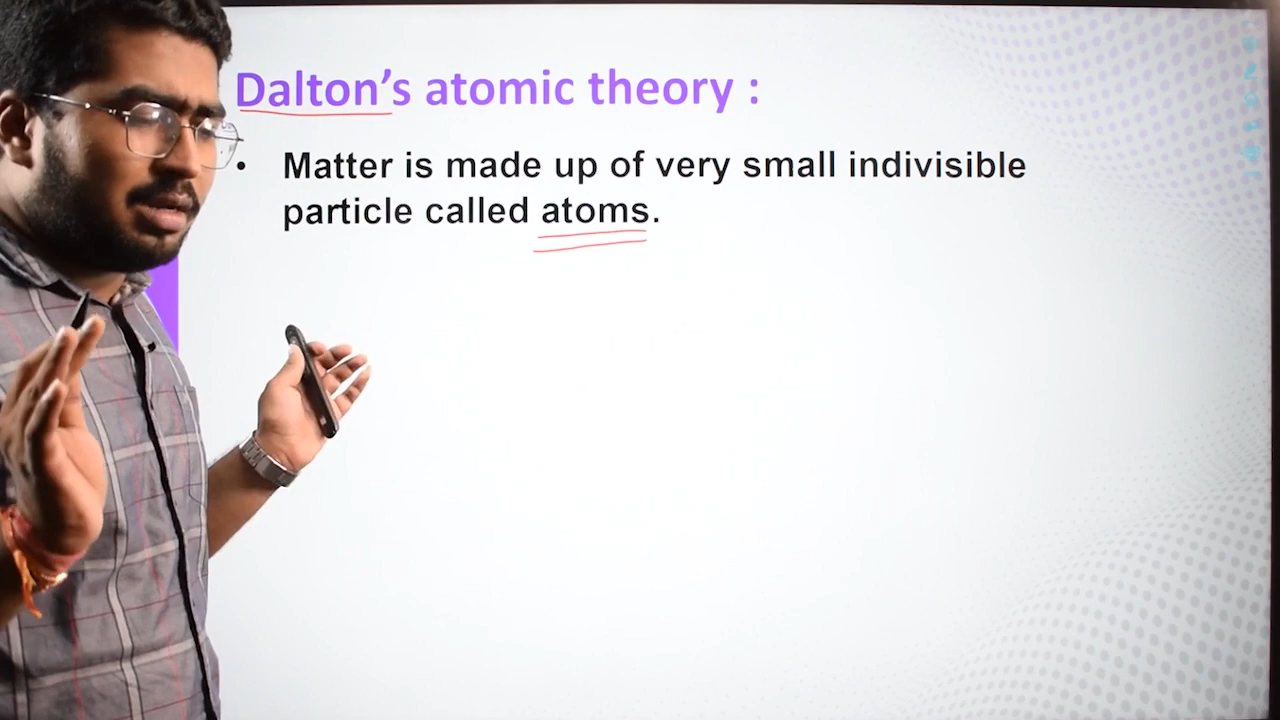 Dalton’s atomic theory :
• Matter is made up of very small indivisible
particle called atoms.